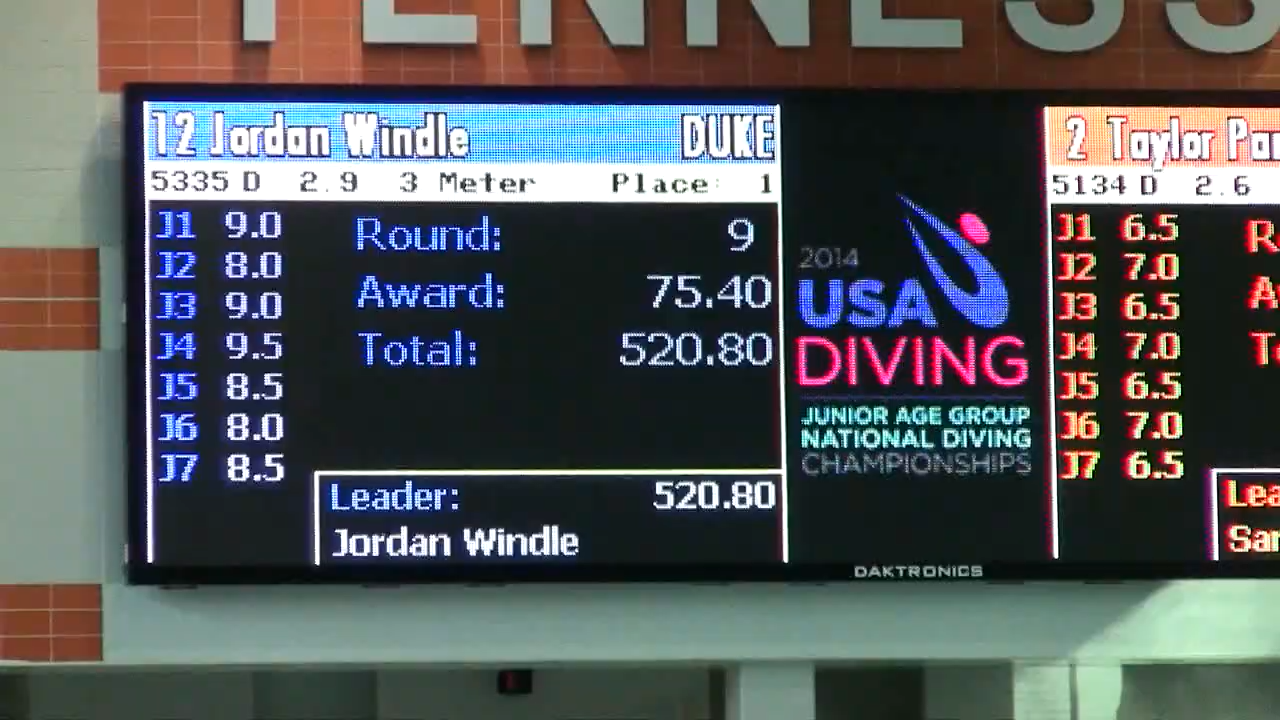 TENNESS
12 Jordan Windle DUKE
5335 D 2.9 3 Meter Place: 1
J1 9.0
J2 8.0
J3 9.0
J4 9.5
J5 8.5
J6 8.0
J7 8.5
Round: 9
Award: 75.40
Total: 520.80
Leader: 520.80
Jordan Windle
2014
USA
DIVING
JUNIOR AGE GROUP
NATIONAL DIVING
CHAMPIONSHIPS
2 Taylor Pa
5134 D 2.6
J1 6.5
J2 7.0
J3 6.5
J4 7.0
J5 6.5
J6 7.0
J7 6.5
R
A
T
Lea
San
DAKTRONICS